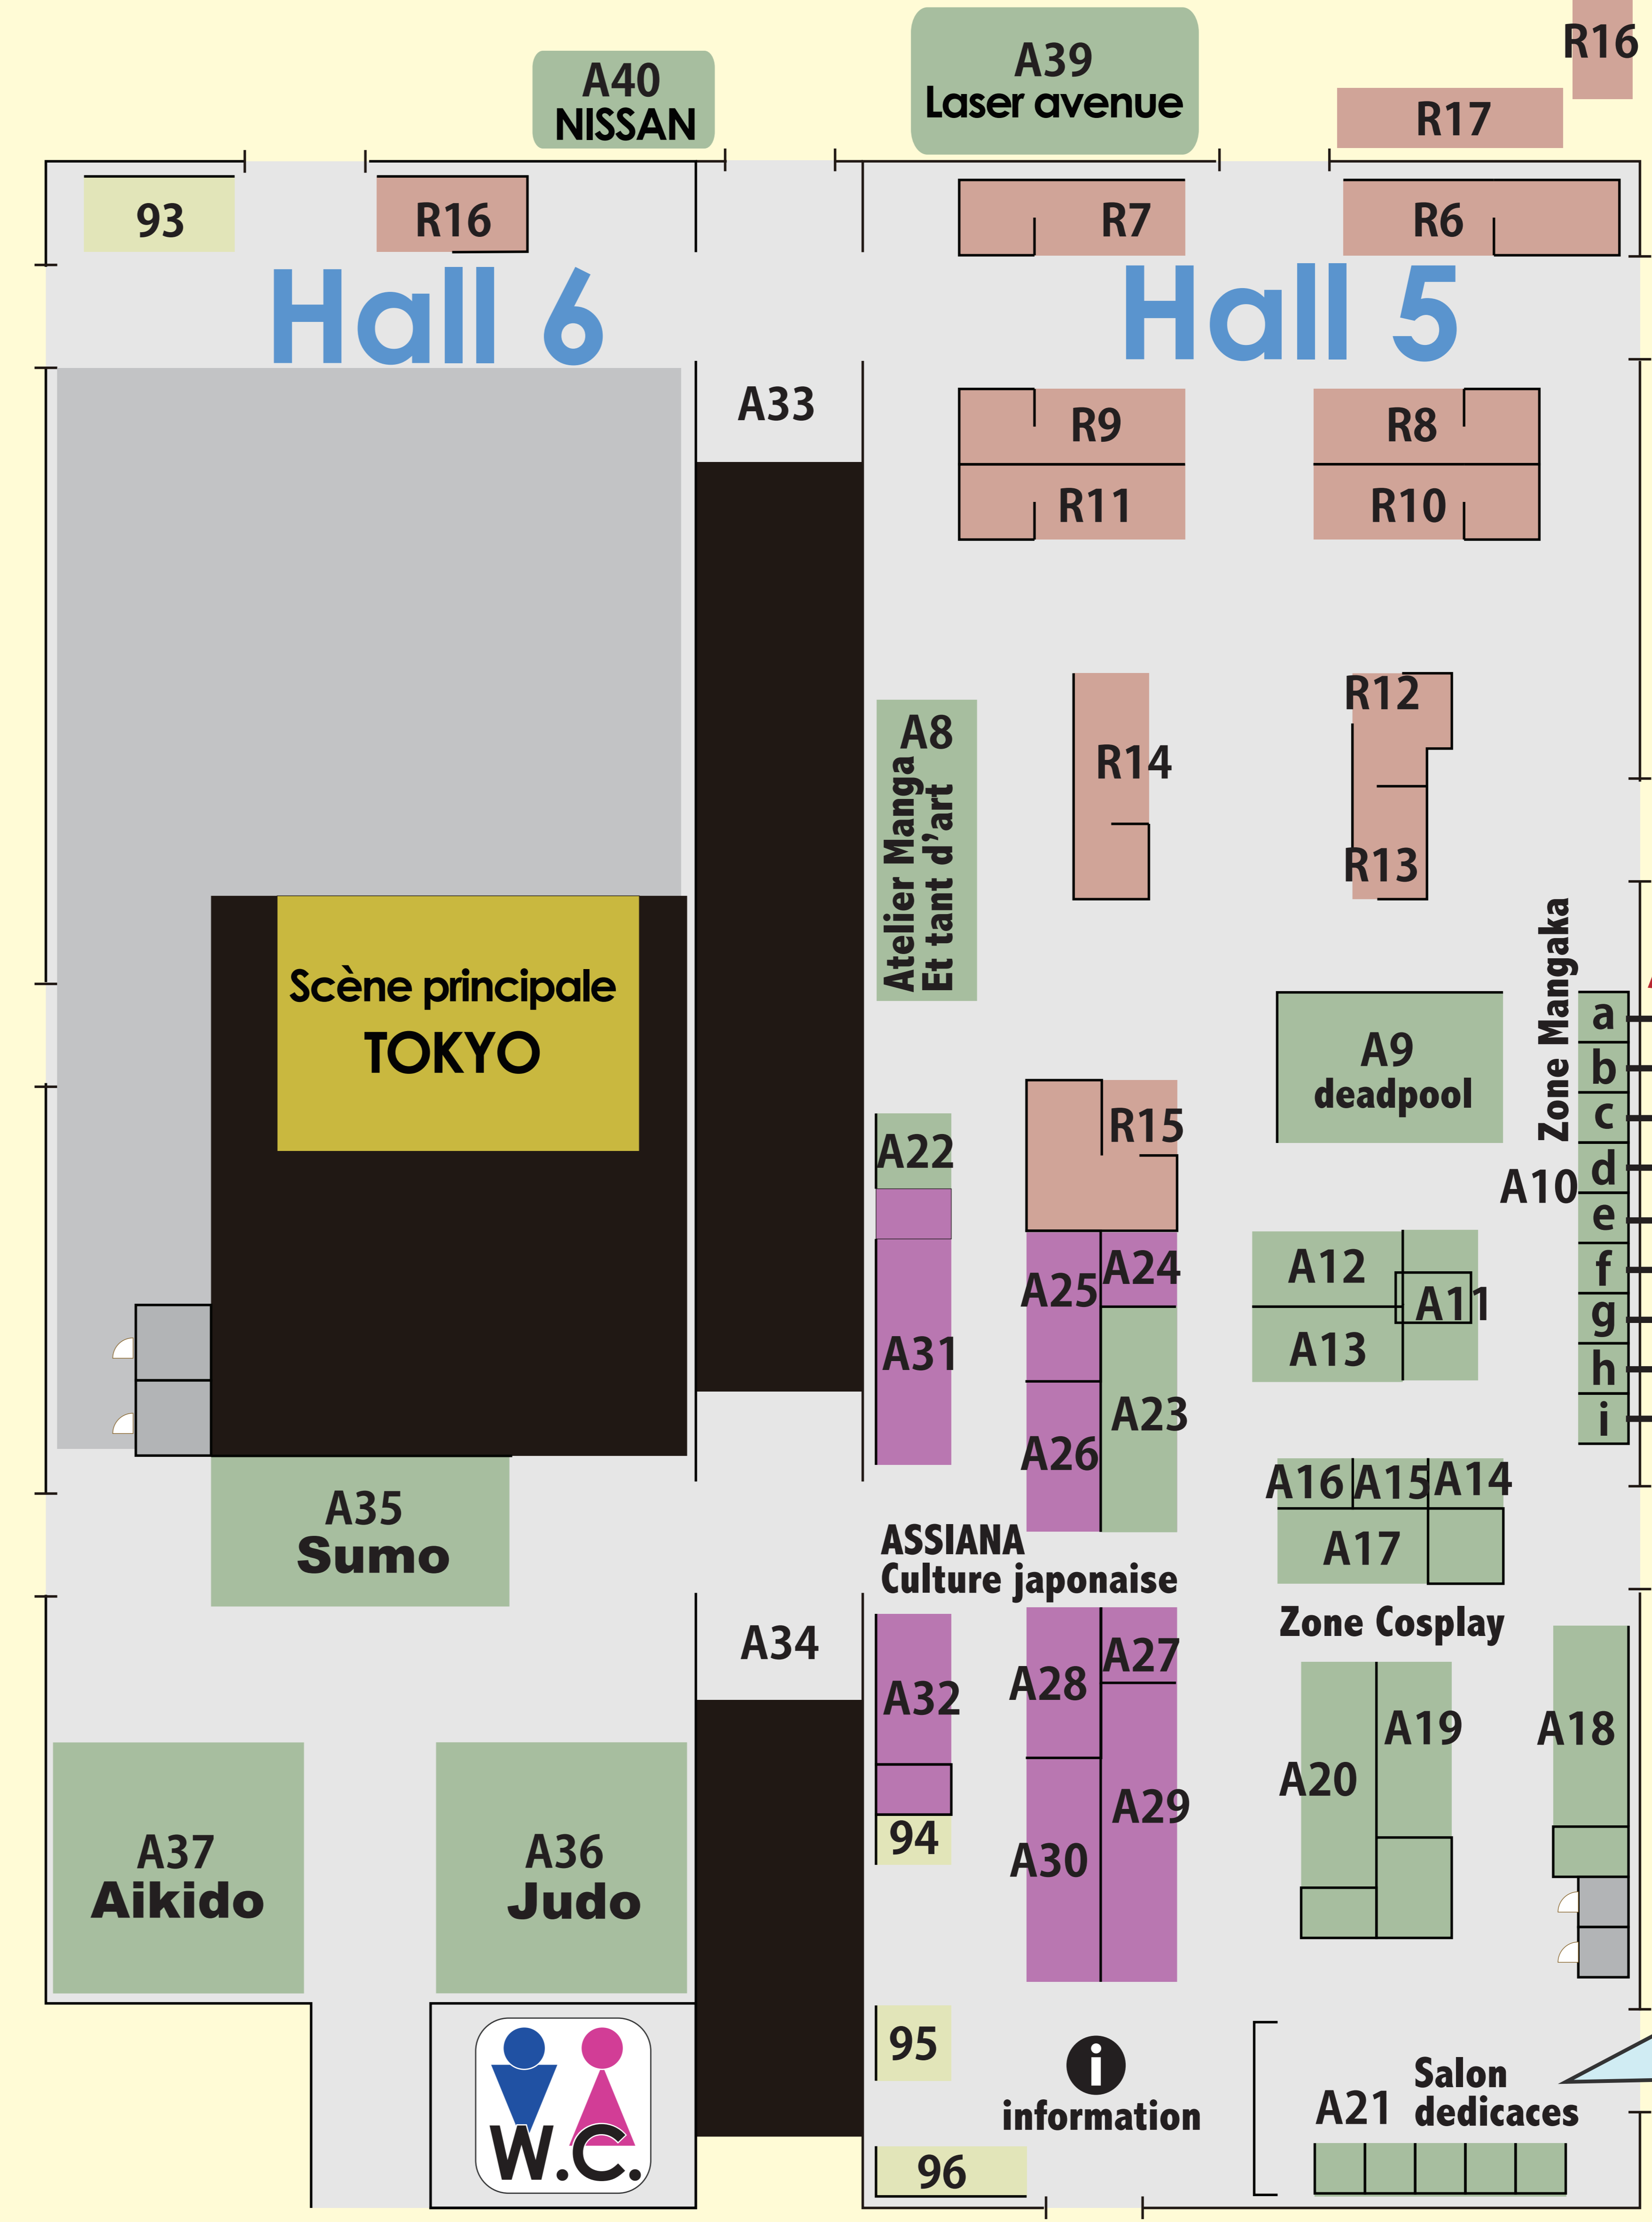 R16
A39
Laser avenue
A40
NISSAN
R17
93
R16
R7
R6
Hall 6
Hall 5
A33
R9
R8
R11
R10
R12
A8
Atelier Manga
Et tant d'art
R14
R13
Scène principale
TOKYO
Zone Mangaka
a
A9
deadpool
b
c
R15
A22
d
A10
e
A25
A24
A12
f
A11
g
A31
A13
h
A23
i
A26
A16
A15
A14
A35
Sumo
A17
ASSIANA
Culture japonaise
Zone Cosplay
A34
A32
A28
A27
A19
A18
A20
A29
94
A30
A37
Aikido
A36
Judo
95
i
information
A21
Salon
dedicaces
W.C.
96